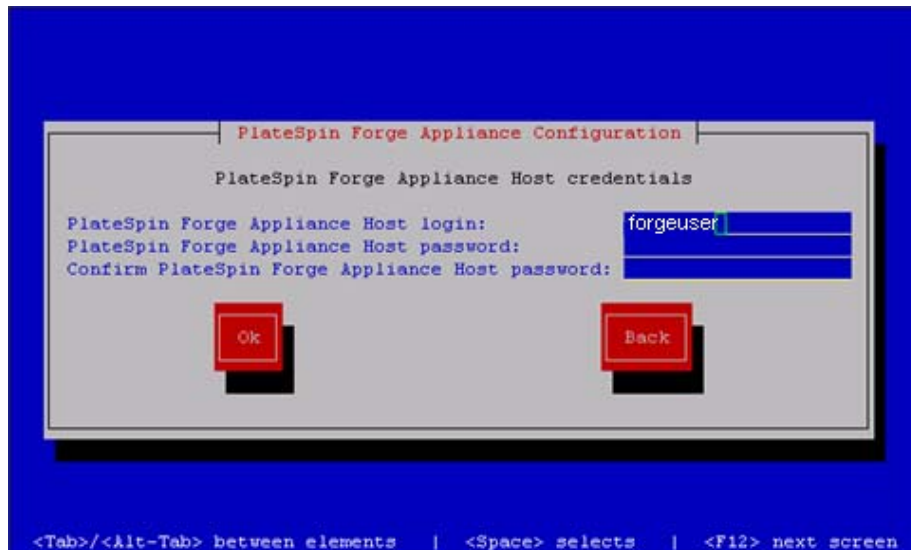 PlateSpin Forge Appliance Configuration
PlateSpin Forge Appliance Host credentials
PlateSpin Forge Appliance Host login: forgeuser
PlateSpin Forge Appliance Host password:
Confirm PlateSpin Forge Appliance Host password:
Ok Back
<Tab>/<Alt-Tab> between elements | <Space> selects | <F12> next screen